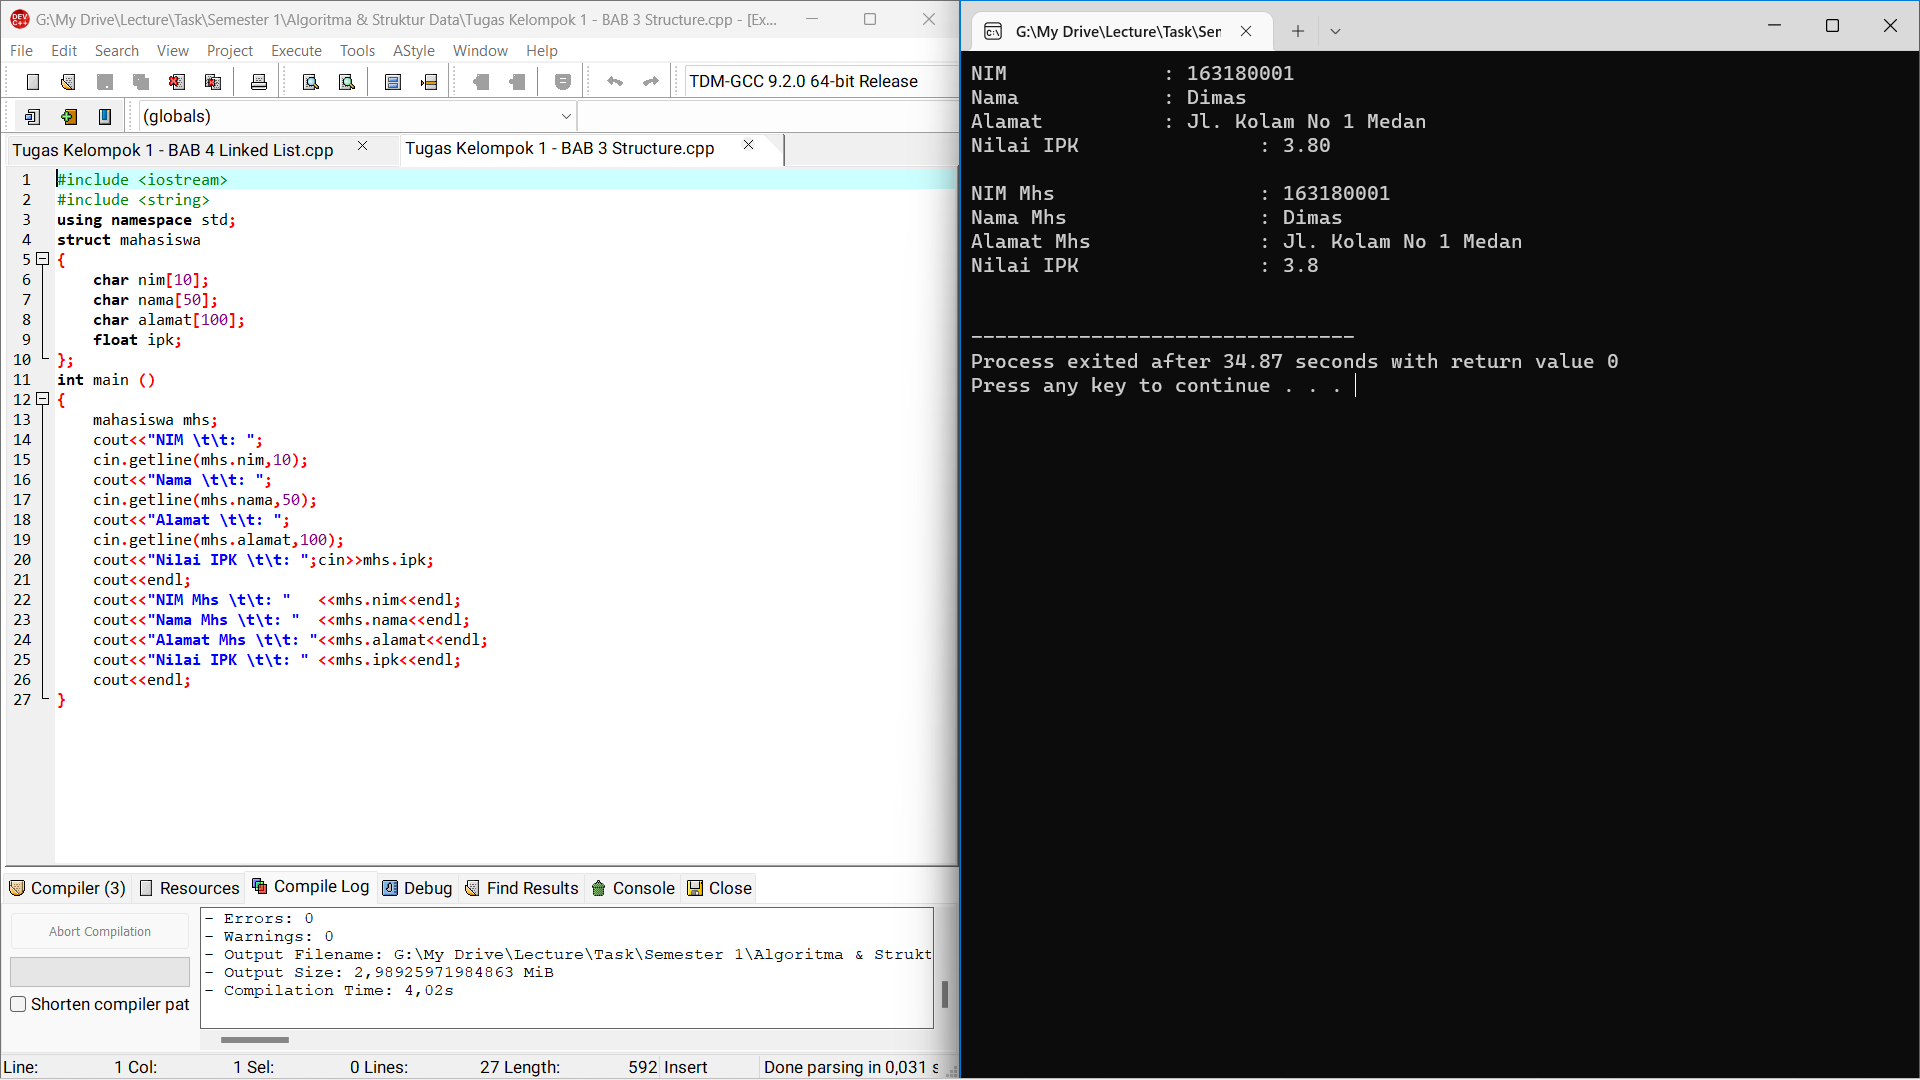 G:\My Drive\Lecture\Task\Semester 1\Algoritma & Struktur Data\Tugas Kelompok 1 - BAB 3 Structure.cpp - [Ex...
File Edit Search View Project Execute Tools AStyle Window Help
TDM-GCC 9.2.0 64-bit Release
(globals)
Tugas Kelompok 1 - BAB 4 Linked List.cpp Tugas Kelompok 1 - BAB 3 Structure.cpp
1 #include <iostream>
2 #include <string>
3 using namespace std;
4 struct mahasiswa
5 {
6 char nim[10];
7 char nama[50];
8 char alamat[100];
9 float ipk;
10 };
11 int main ()
12 {
13 mahasiswa mhs;
14 cout<<"NIM \t\t: ";
15 cin.getline(mhs.nim,10);
16 cout<<"Nama \t\t: ";
17 cin.getline(mhs.nama,50);
18 cout<<"Alamat \t\t: ";
19 cin.getline(mhs.alamat,100);
20 cout<<"Nilai IPK \t\t: ";cin>>mhs.ipk;
21 cout<<endl;
22 cout<<"NIM Mhs \t\t: "   <<mhs.nim<<endl;
23 cout<<"Nama Mhs \t\t: "  <<mhs.nama<<endl;
24 cout<<"Alamat Mhs \t\t: "<<mhs.alamat<<endl;
25 cout<<"Nilai IPK \t\t: " <<mhs.ipk<<endl;
26 cout<<endl;
27 }
Compiler (3) Resources Compile Log Debug Find Results Console Close
Abort Compilation
Shorten compiler pat
- Errors: 0
- Warnings: 0
- Output Filename: G:\My Drive\Lecture\Task\Semester 1\Algoritma & Strukt
- Output Size: 2,98925971984863 MiB
- Compilation Time: 4,02s
Line: 1 Col: 1 Sel: 0 Lines: 27 Length: 592 Insert Done parsing in 0,031 s
G:\My Drive\Lecture\Task\Ser
NIM : 163180001
Nama : Dimas
Alamat : Jl. Kolam No 1 Medan
Nilai IPK : 3.80
NIM Mhs : 163180001
Nama Mhs : Dimas
Alamat Mhs : Jl. Kolam No 1 Medan
Nilai IPK : 3.8
--------------------------------
Process exited after 34.87 seconds with return value 0
Press any key to continue . . .